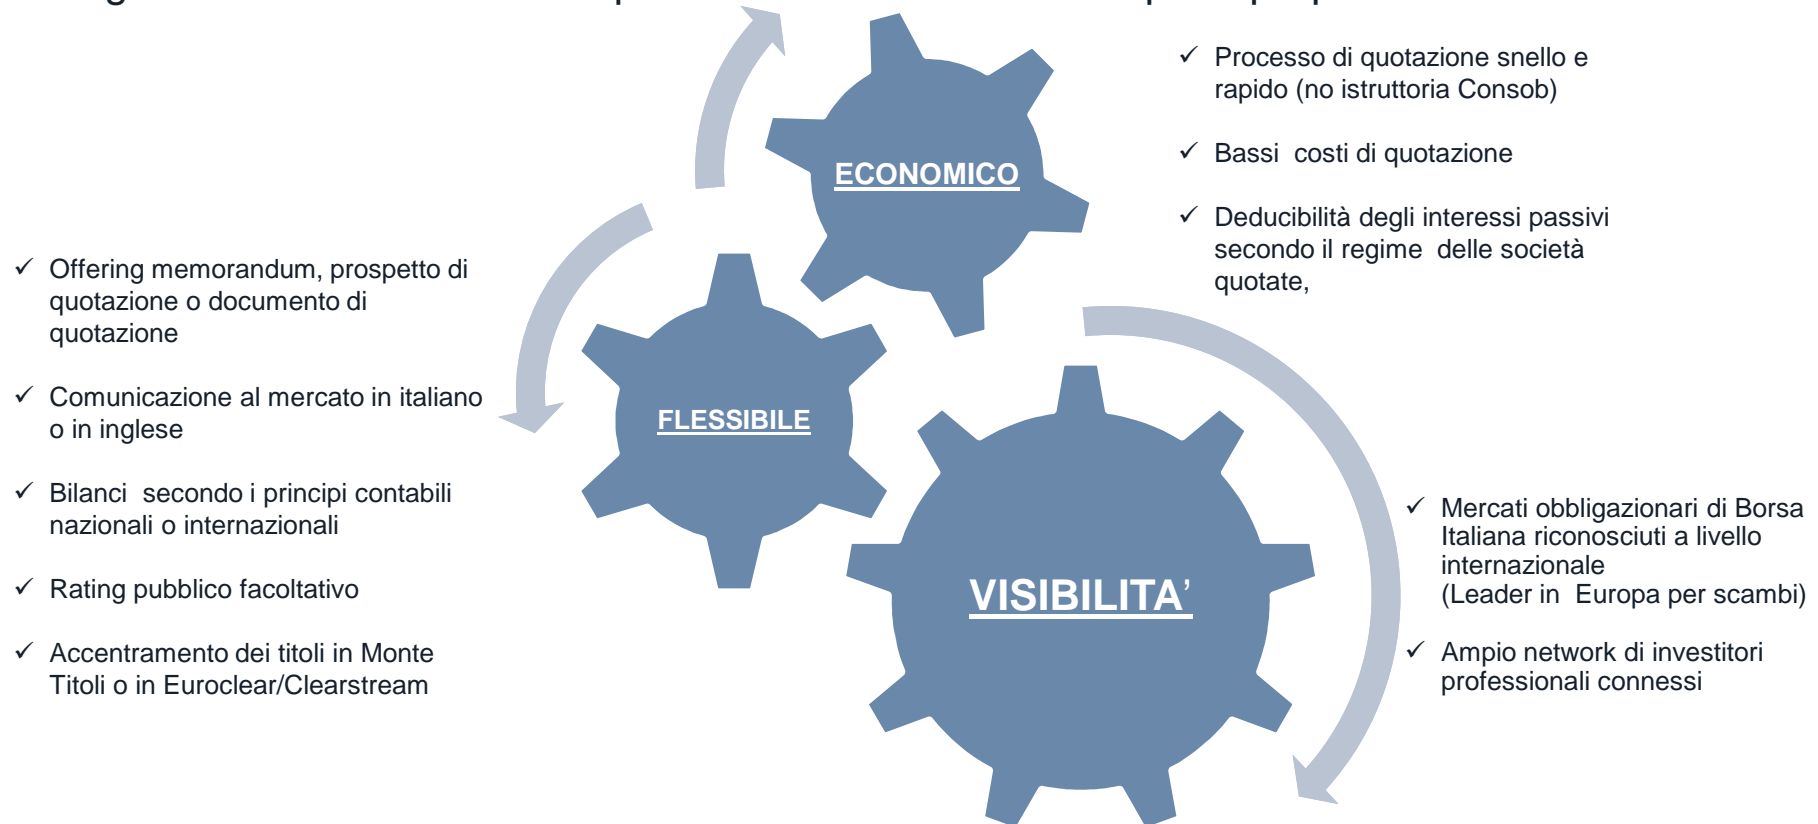 ✓ Processo di quotazione snello e
rapido (no istruttoria Consob)
✓ Bassi costi di quotazione
✓ Deducibilità degli interessi passivi
secondo il regime delle società
quotate,
ECONOMICO
✓ Offering memorandum, prospetto di
quotazione o documento di
quotazione
✓ Comunicazione al mercato in italiano
o in inglese
✓ Bilanci secondo i principi contabili
nazionali o internazionali
✓ Rating pubblico facoltativo
✓ Accentramento dei titoli in Monte
Titoli o in Euroclear/Clearstream
FLESSIBILE
VISIBILITA’
✓ Mercati obbligazionari di Borsa
Italiana riconosciuti a livello
internazionale
(Leader in Europa per scambi)
✓ Ampio network di investitori
professionali connessi